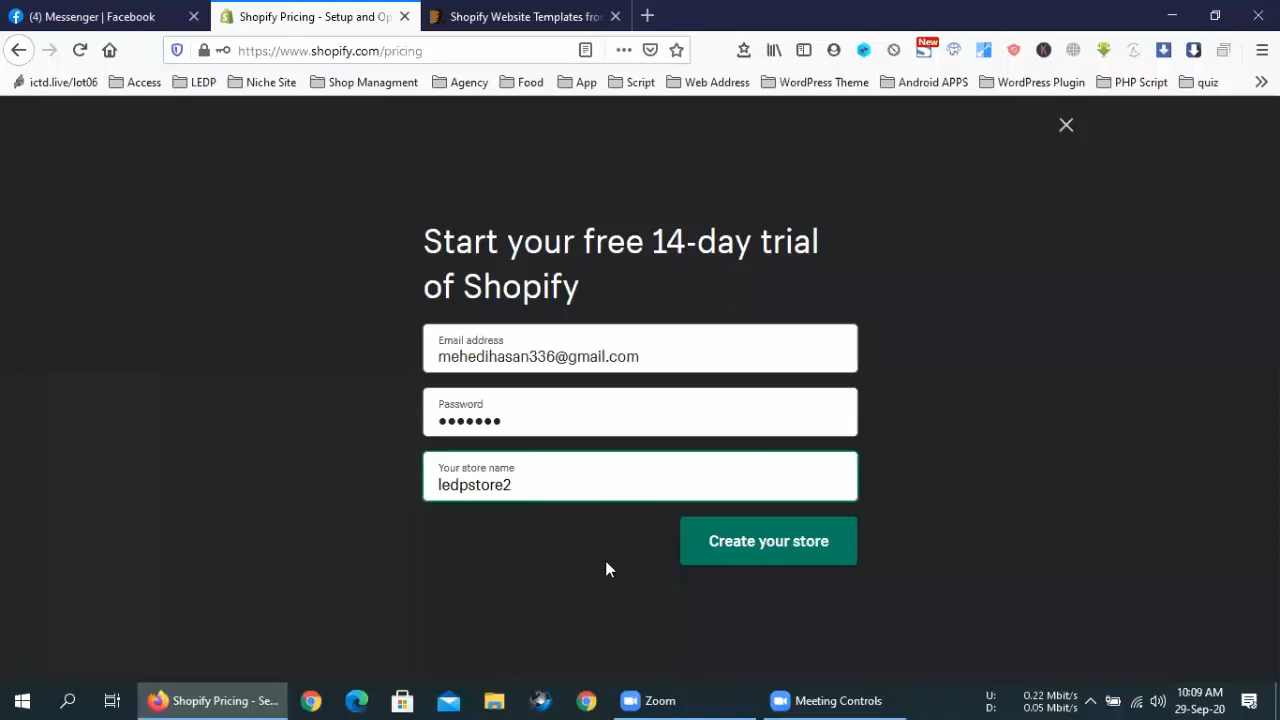 (4) Messenger | Facebook
Shopify Pricing - Setup and Op
Shopify Website Templates from
https://www.shopify.com/pricing
New
ictd.live/lot06
Access
LEDP
Niche Site
Shop Managment
Agency
Food
App
Script
Web Address
WordPress Theme
Android APPS
WordPress Plugin
PHP Script
quiz
Start your free 14-day trial
of Shopify
Email address
mehedihasan336@gmail.com
Password
Your store name
ledpstore2
Create your store
Shopify Pricing - Se...
Zoom
Meeting Controls
U: 0.22 Mbit/s
D: 0.05 Mbit/s
10:09 AM
29-Sep-20